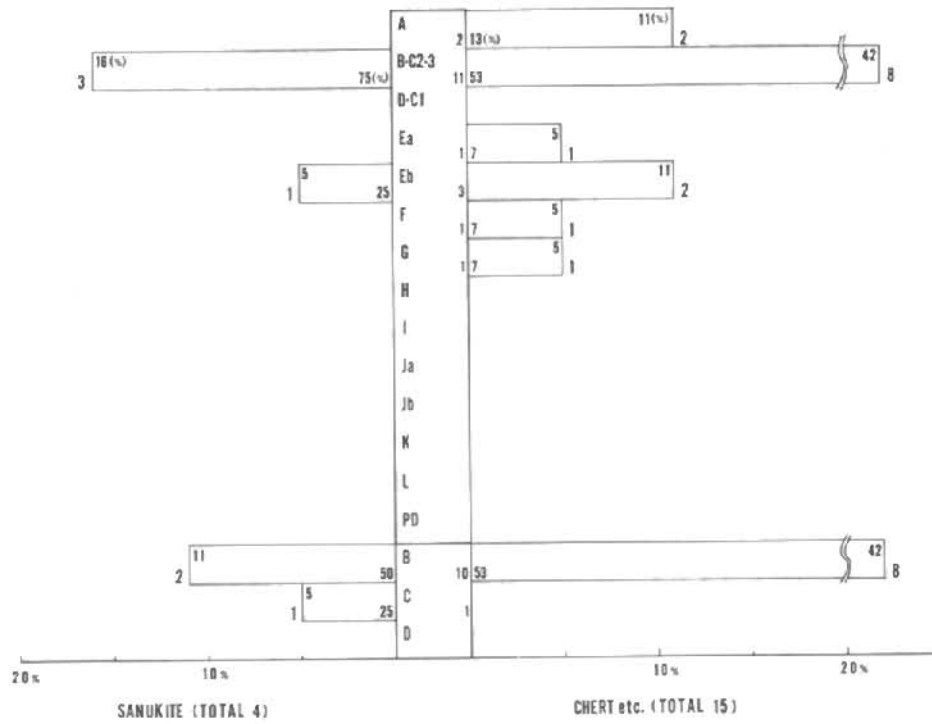 A 11(%)
2 13(%) 2
16(%) B-C2-3 42
3 75(%) 11 53 8
D-C1
Ea 5
1 7 1
5 Eb 11
1 25 3 2
F 5
1 7 1
G 5
1 7 1
H
I
Ja
Jb
K
L
PD
11 B 42
2 50 10 53 8
5 C
1 25 1
D
20% 10% 10% 20%
SANUKITE (TOTAL 4) CHERT etc. (TOTAL 15)